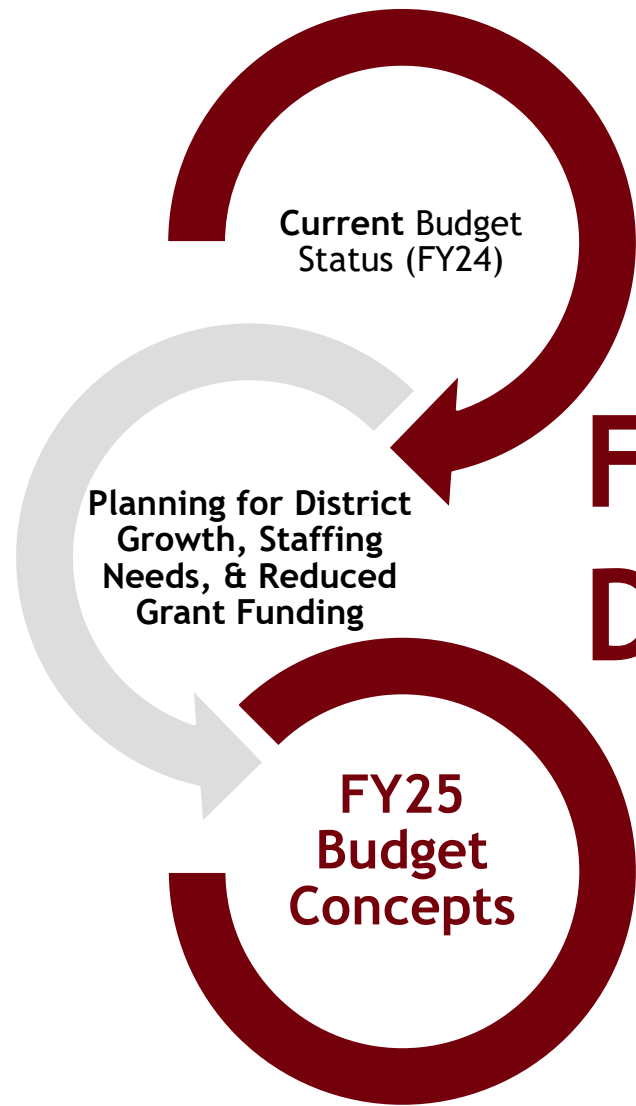 Current Budget
Status (FY24)
F
Planning for District
Growth, Staffing
Needs, & Reduced
Grant Funding
D
FY25
Budget
Concepts